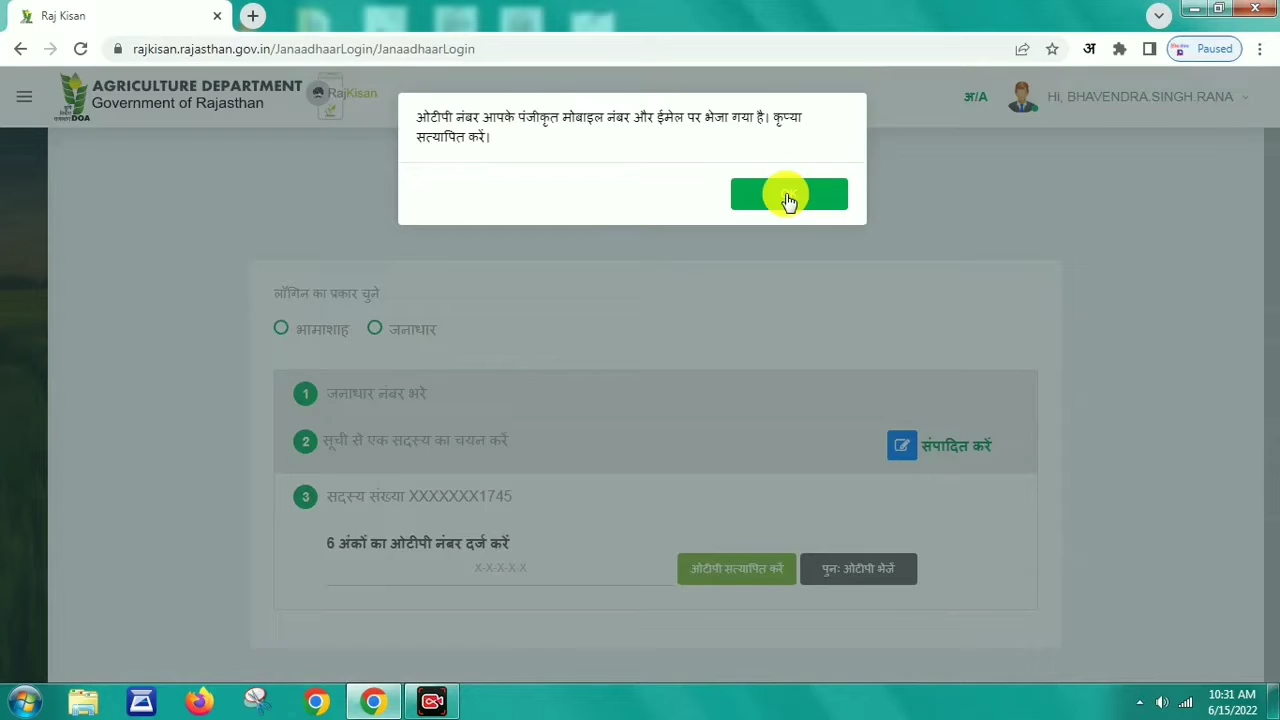 Raj Kisan
rajkisan.rajasthan.gov.in/JanaadhaarLogin/JanaadhaarLogin
अ
Paused
AGRICULTURE DEPARTMENT
Government of Rajasthan
DOA
RajKisan
अ/A
HI, BHAVENDRA.SINGH.RANA
ओटीपी नंबर आपके पंजीकृत मोबाइल नंबर और ईमेल पर भेजा गया है। कृप्या
सत्यापित करें।
लॉगिन का प्रकार चुने
भामाशाह
जनाधार
1 जनाधार नंबर भरे
2 सूची से एक सदस्य का चयन करें
संपादित करें
3 सदस्य संख्या XXXXXXX1745
6 अंकों का ओटीपी नंबर दर्ज करें
X-X-X-X-X
ओटीपी सत्यापित करें
पुनः ओटीपी भेजें
10:31 AM
6/15/2022